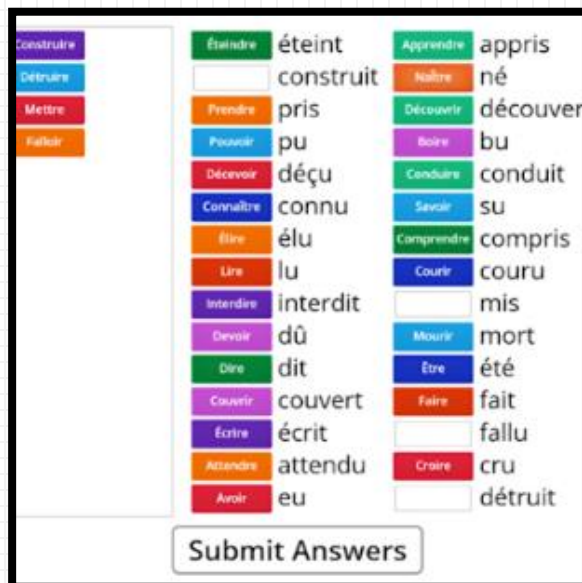 Construire
Détruire
Mettre
Falloir
Éteindre éteint
construit
Prendre pris
Pouvoir pu
Décevoir déçu
Connaître connu
Élire élu
Lire lu
Interdire interdit
Devoir dû
Dire dit
Couvrir couvert
Écrire écrit
Attendre attendu
Avoir eu
Apprendre appris
Naître né
Découvrir découver
Boire bu
Conduire conduit
Savoir su
Comprendre compris
Courir couru
mis
Mourir mort
Être été
Faire fait
fallu
Croire cru
détruit
Submit Answers